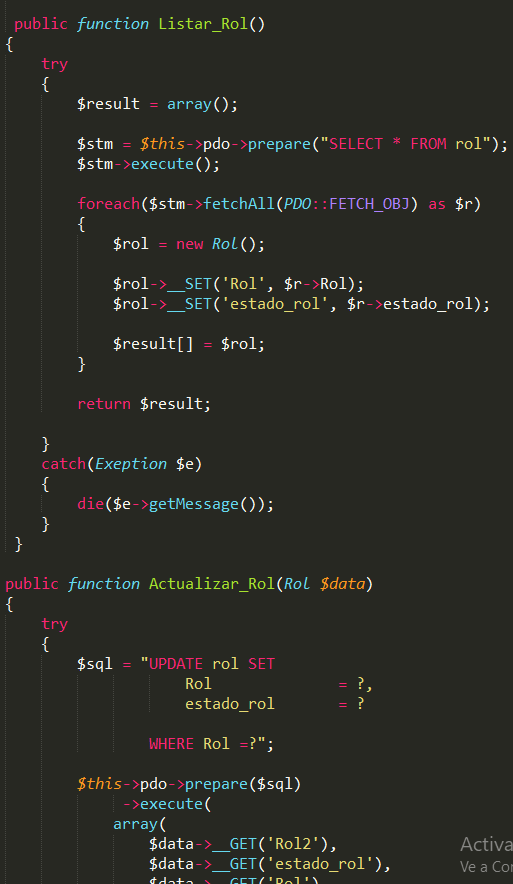 public function Listar_Rol()
{
try
{
$result = array();
$stm = $this->pdo->prepare("SELECT * FROM rol");
$stm->execute();
foreach($stm->fetchAll(PDO::FETCH_OBJ) as $r)
{
$rol = new Rol();
$rol->__SET('Rol', $r->Rol);
$rol->__SET('estado_rol', $r->estado_rol);
$result[] = $rol;
}
return $result;
}
catch(Exeption $e)
{
die($e->getMessage());
}
}
public function Actualizar_Rol(Rol $data)
{
try
{
$sql = "UPDATE rol SET
Rol = ?,
estado_rol = ?
WHERE Rol =?";
$this->pdo->prepare($sql)
->execute(
array(
$data->__GET('Rol2'),
$data->__GET('estado_rol'),
$data->__GET('Rol')
Activa
Ve a Con